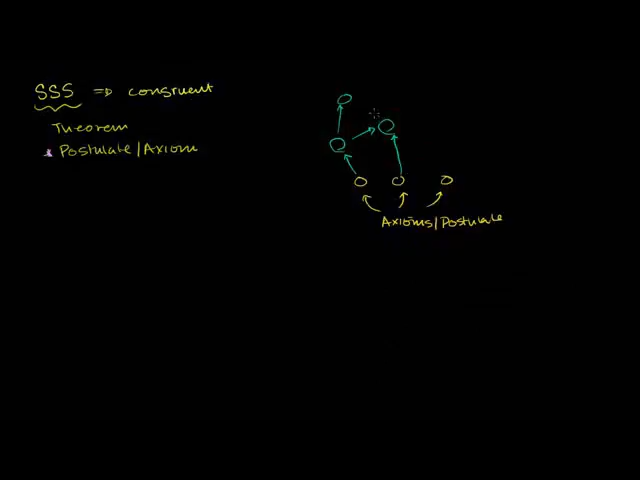 SSS => congruent
Theorem
* Postulate/Axiom
Axioms/Postulate